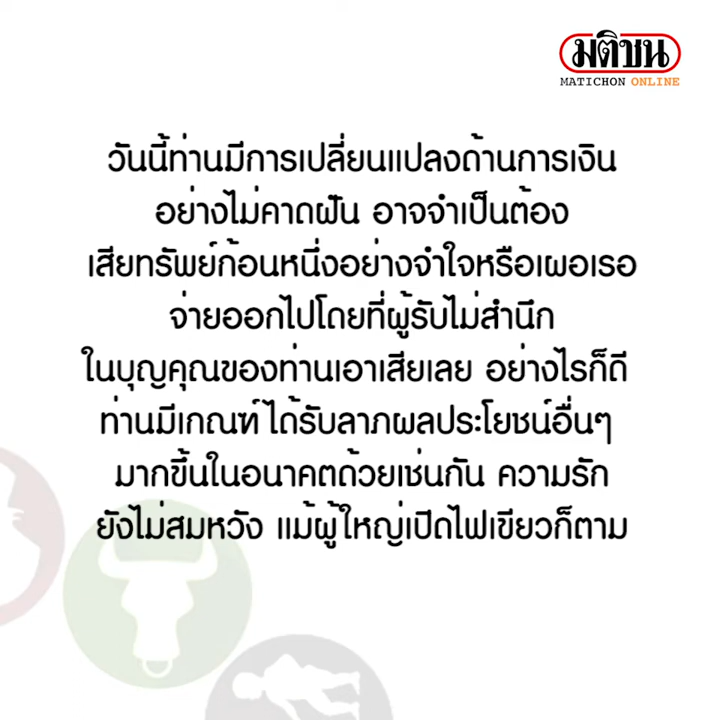 มติชน
MATICHON ONLINE
วันนี้ท่านมีการเปลี่ยนแปลงด้านการเงิน
อย่างไม่คาดฝัน อาจจำเป็นต้อง
เสียทรัพย์ก้อนหนึ่งอย่างจำใจหรือเผอเรอ
จ่ายออกไปโดยที่ผู้รับไม่สำนึก
ในบุญคุณของท่านเอาเสียเลย อย่างไรก็ดี
ท่านมีเกณฑ์ได้รับลาภผลประโยชน์อื่นๆ
มากขึ้นในอนาคตด้วยเช่นกัน ความรัก
ยังไม่สมหวัง แม้ผู้ใหญ่เปิดไฟเขียวก็ตาม